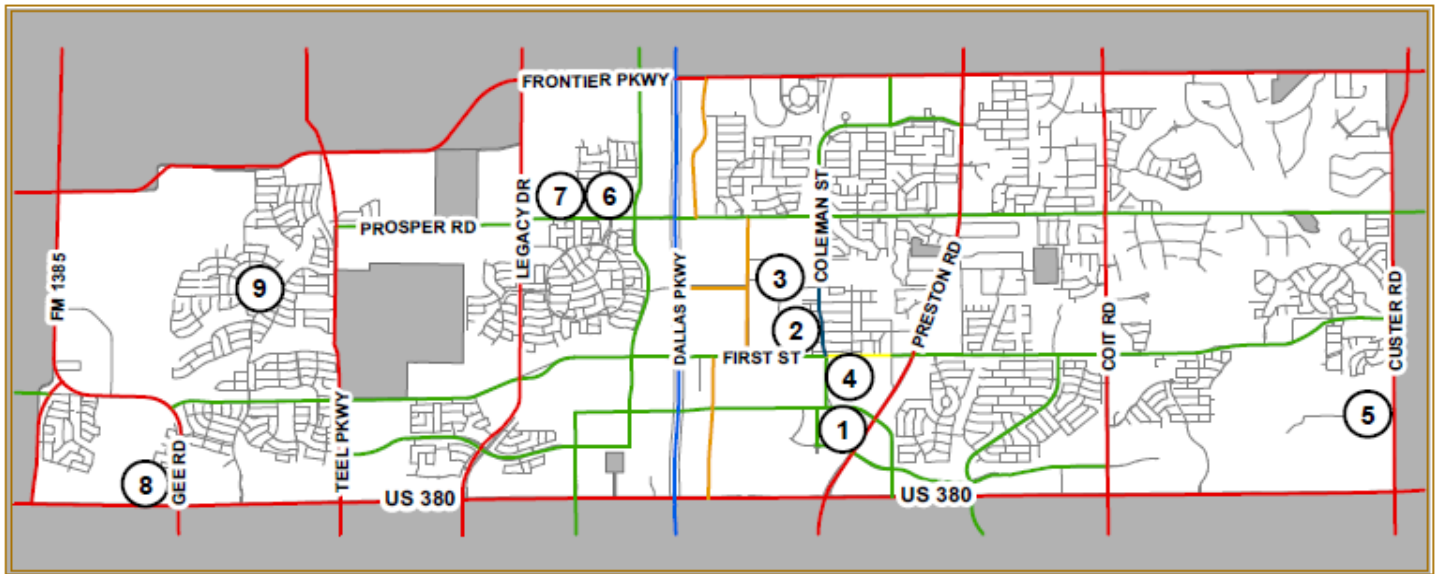 FRONTIER PKWY
COLEMAN ST
LEGACY DR
7
6
PROSPER RD
FM 1385
9
DALLAS PKWY
3
PRESTON RD
CUSTER RD
2
COIT RD
FIRST ST
4
TEEL PKWY
5
1
GEE RD
8
US 380
US 380